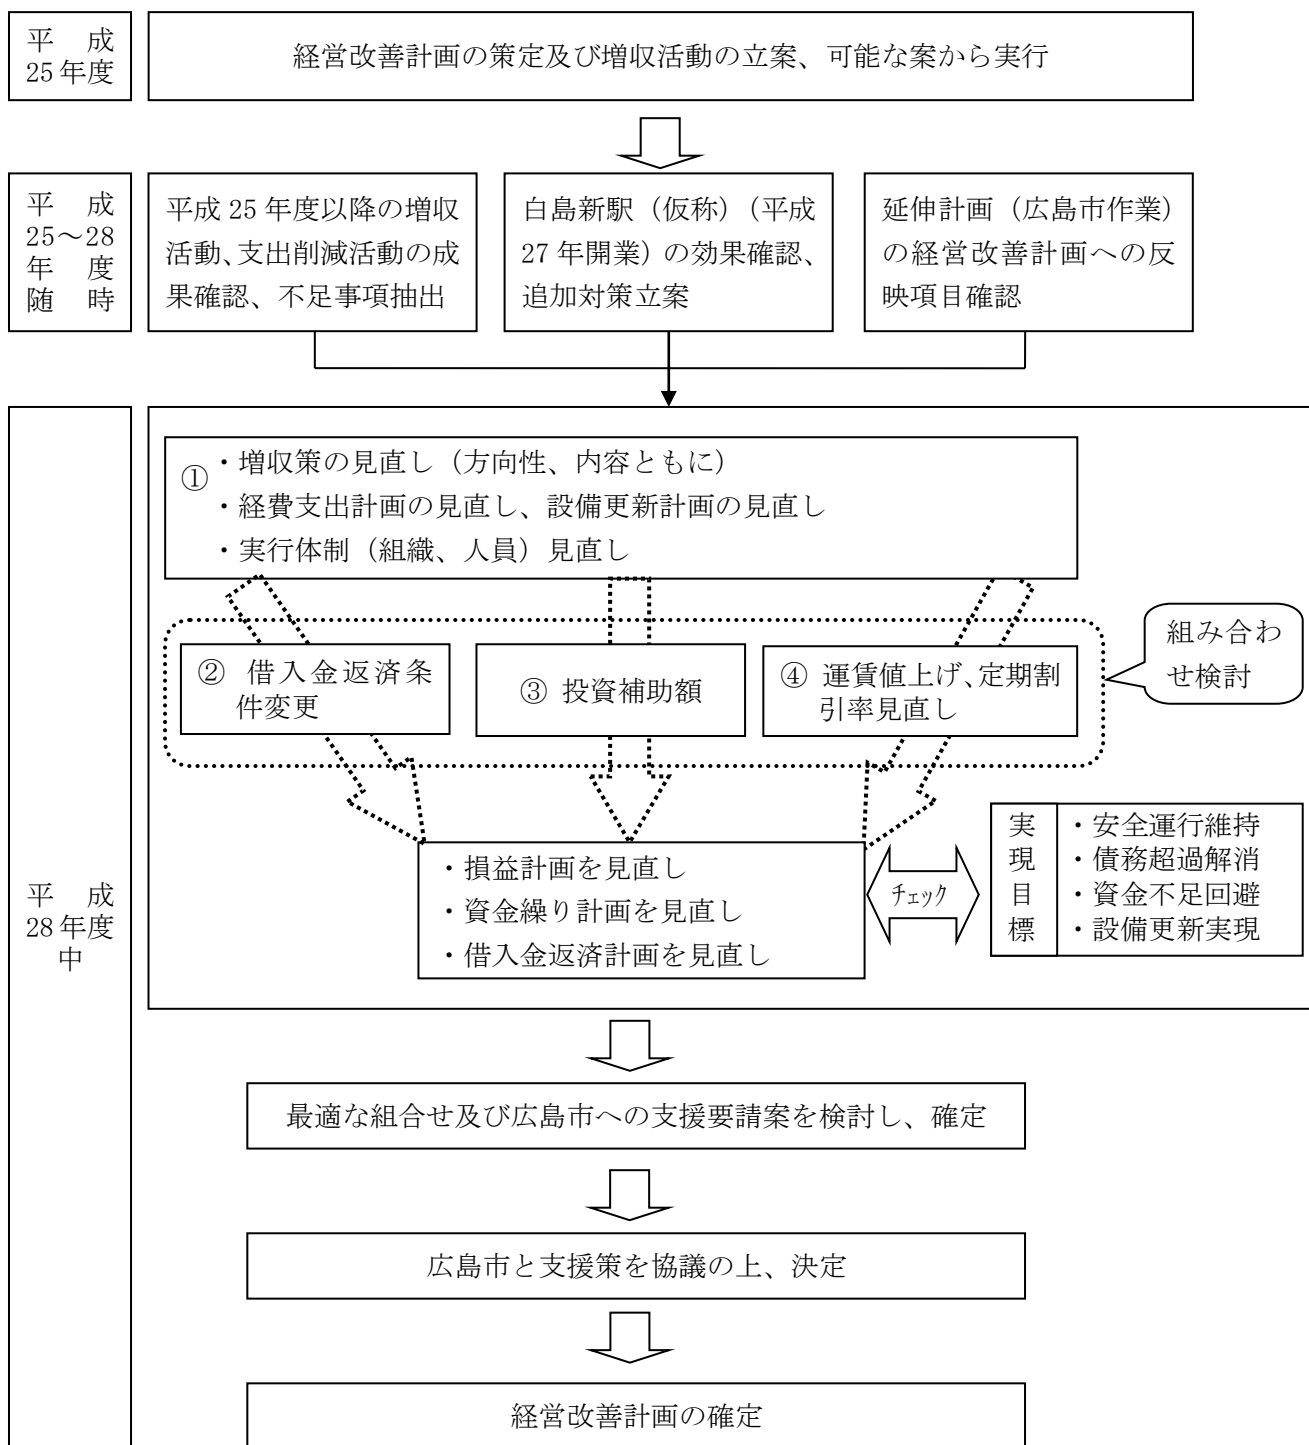 平成
25年度
経営改善計画の策定及び増収活動の立案、可能な案から実行
平成
25～28
年度
随時
平成 25 年度以降の増収
活動、支出削減活動の成
果確認、不足事項抽出
白島新駅（仮称）（平成
27 年開業）の効果確認、
追加対策立案
延伸計画（広島市作業）
の経営改善計画への反
映項目確認
平成
28年度
中
①
・増収策の見直し（方向性、内容ともに）
・経費支出計画の見直し、設備更新計画の見直し
・実行体制（組織、人員）見直し
組み合わ
せ検討
② 借入金返済条
件変更
③ 投資補助額
④ 運賃値上げ、定期割
引率見直し
・損益計画を見直し
・資金繰り計画を見直し
・借入金返済計画を見直し
チェック
実現目標
・安全運行維持
・債務超過解消
・資金不足回避
・設備更新実現
最適な組合せ及び広島市への支援要請案を検討し、確定
広島市と支援策を協議の上、決定
経営改善計画の確定